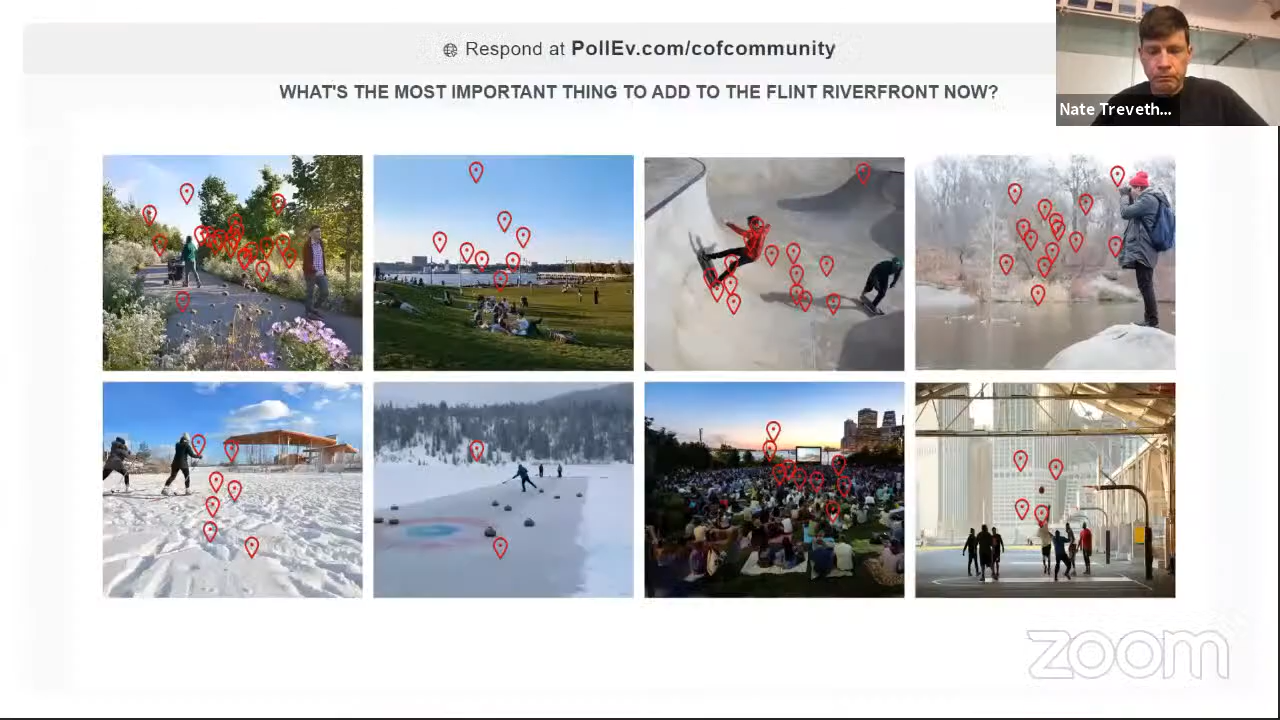 Respond at PollEv.com/cofcommunity
WHAT'S THE MOST IMPORTANT THING TO ADD TO THE FLINT RIVERFRONT NOW?
Nate Treveth...
zoom